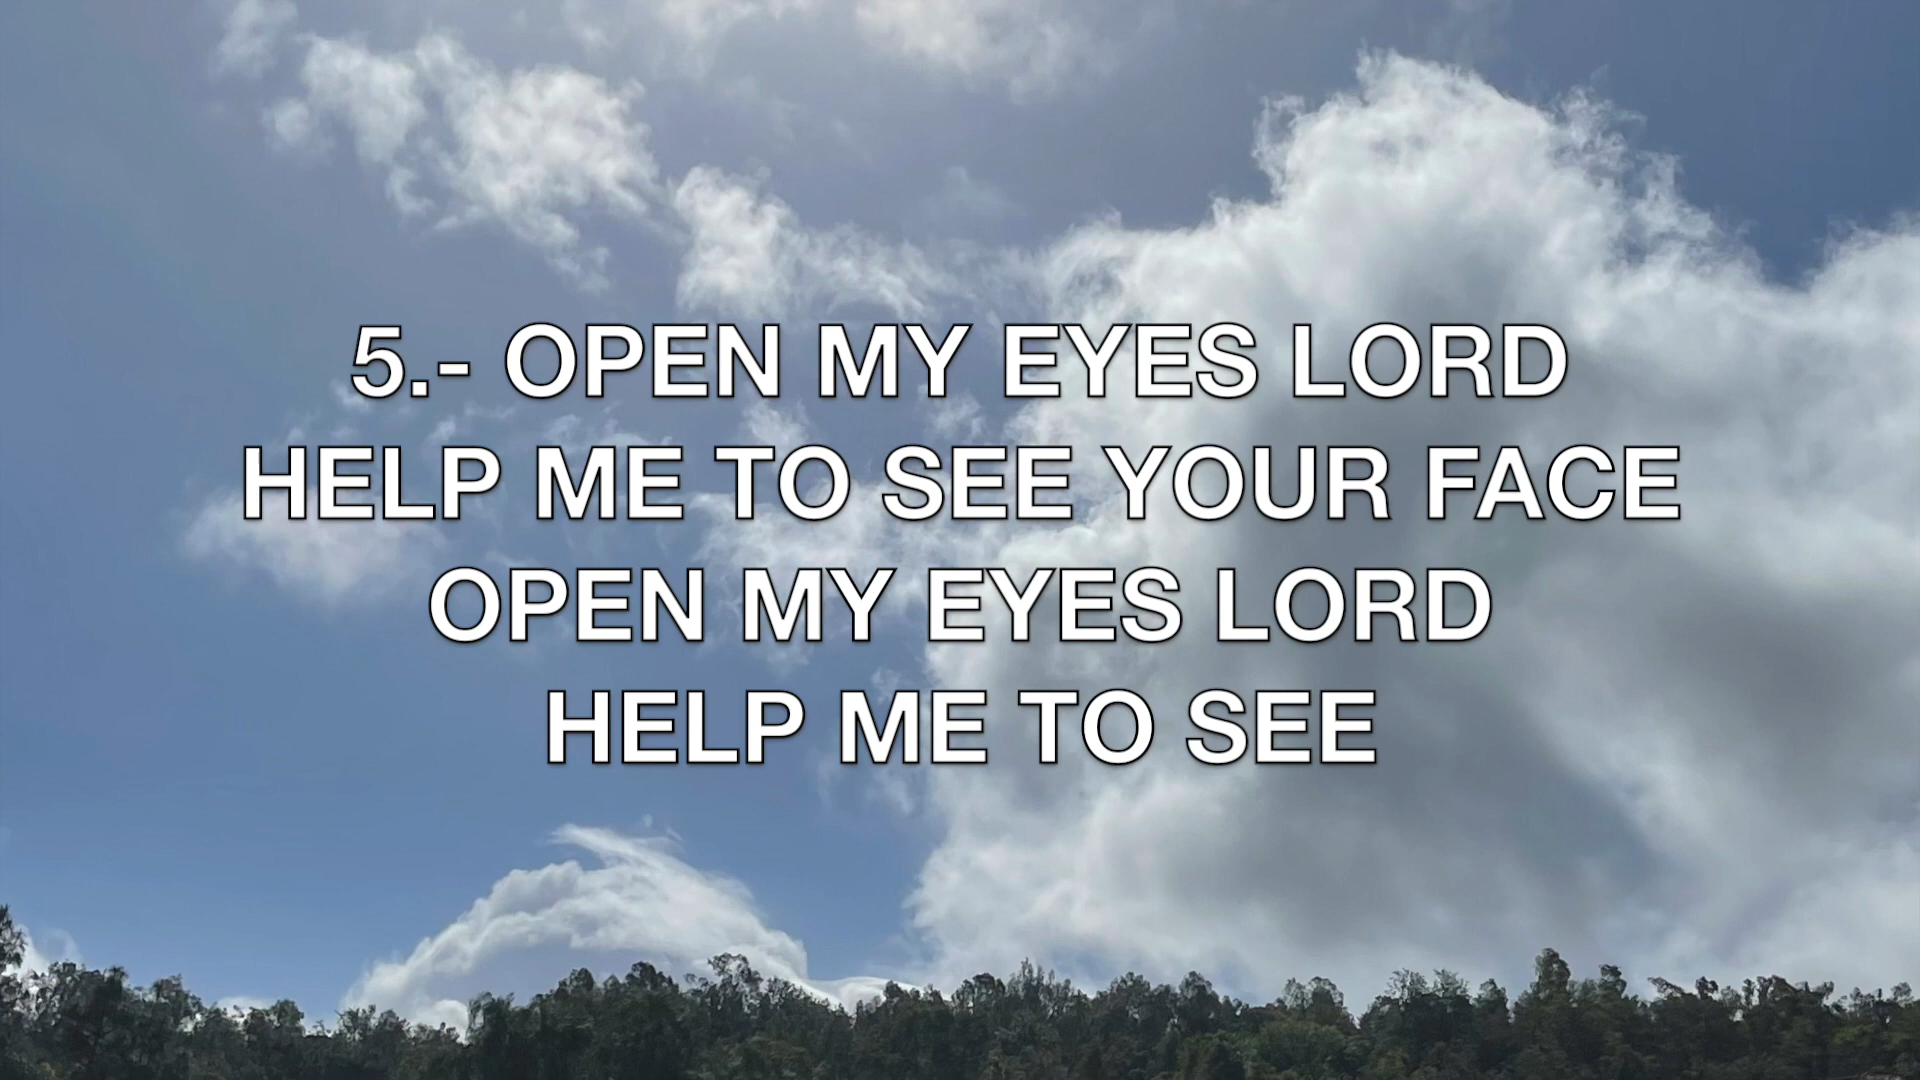 5.- OPEN MY EYES LORD
HELP ME TO SEE YOUR FACE
OPEN MY EYES LORD
HELP ME TO SEE